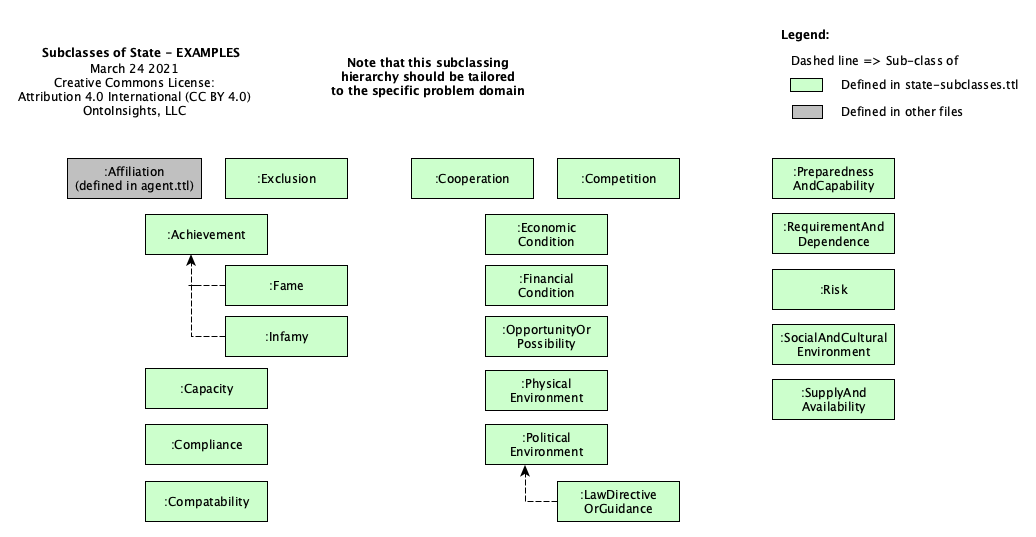 Subclasses of State - EXAMPLES
March 24 2021
Creative Commons License:
Attribution 4.0 International (CC BY 4.0)
OntoInsights, LLC
Note that this subclassing
hierarchy should be tailored
to the specific problem domain
Legend:
Dashed line => Sub-class of
Defined in state-subclasses.ttl
Defined in other files
:Affiliation
(defined in agent.ttl)
:Exclusion
:Achievement
:Fame
:Infamy
:Capacity
:Compliance
:Compatability
:Cooperation
:Competition
:Economic
Condition
:Financial
Condition
:OpportunityOr
Possibility
:Physical
Environment
:Political
Environment
:LawDirective
OrGuidance
:Preparedness
AndCapability
:RequirementAnd
Dependence
:Risk
:SocialAndCultural
Environment
:SupplyAnd
Availability